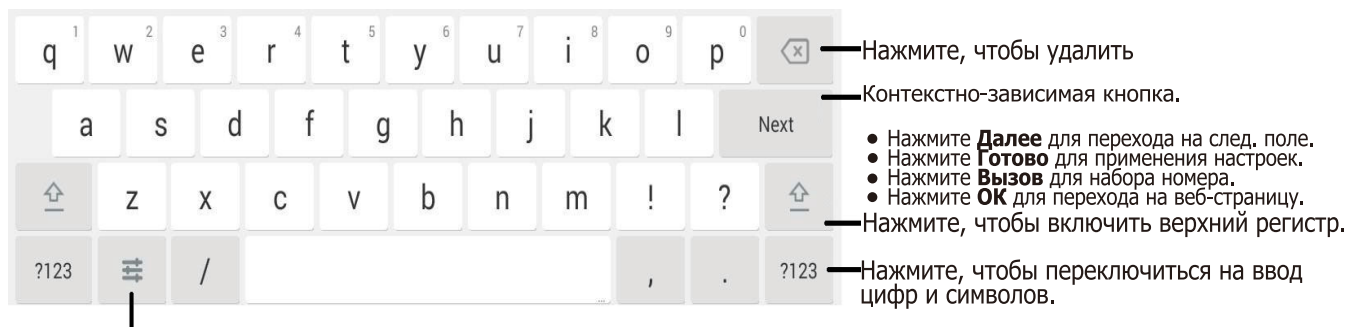 q 1 w 2 e 3 r 4 t 5 y 6 u 7 i 8 o 9 p 0
Нажмите, чтобы удалить
a s d f g h j k l Next
Контекстно-зависимая кнопка.
• Нажмите Далее для перехода на след. поле.
• Нажмите Готово для применения настроек.
• Нажмите Вызов для набора номера.
• Нажмите ОК для перехода на веб-страницу.
z x c v b n m ! ?
Нажмите, чтобы включить верхний регистр.
?123 / ... , . ?123
Нажмите, чтобы переключиться на ввод
цифр и символов.